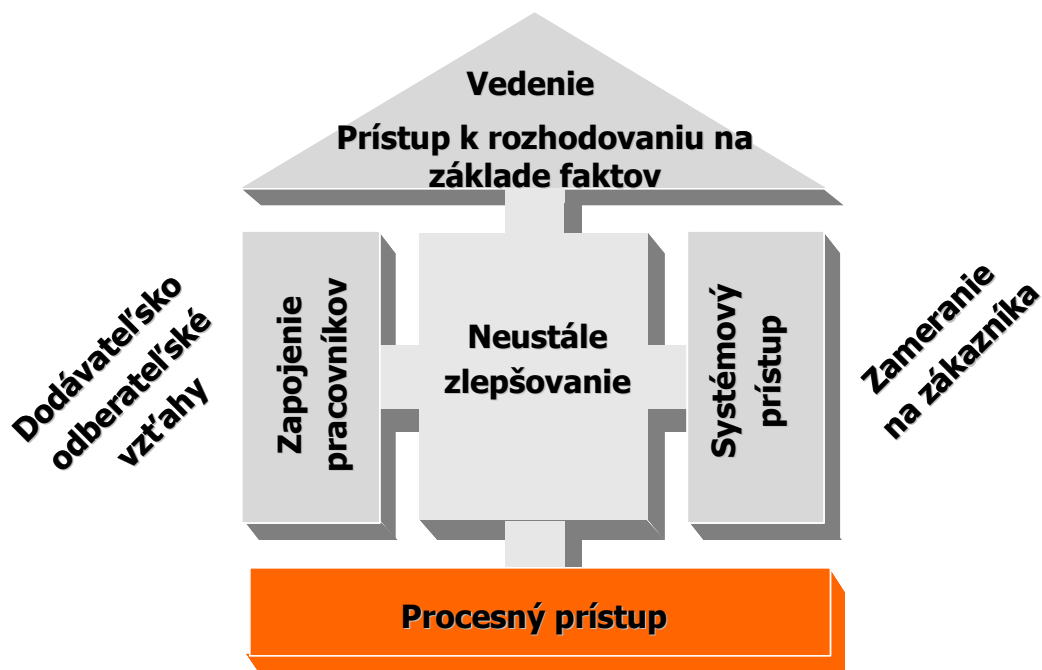 Vedenie
Prístup k rozhodovaniu na
základe faktov
Dodávateľsko
odberateľské
vzťahy
Zapojenie
pracovníkov
Neustále
zlepšovanie
Systémový
prístup
Zameranie
na zákazníka
Procesný prístup